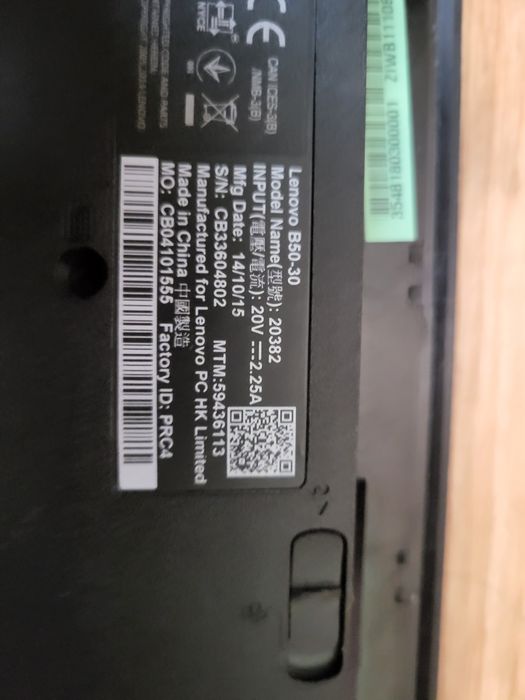 Lenovo B50-30
Model Name(型號): 20382
INPUT(電壓/電流): 20V ⎓ 2.25A
Mfg Date: 14/10/15
S/N: CB33604802 MTM:59436113
Manufactured for Lenovo PC HK Limited
Made in China 中國製造
MO: CB04101555 Factory ID: PRC4
CE
CAN ICES-3(B)
/NMB-3(B)
NYCE